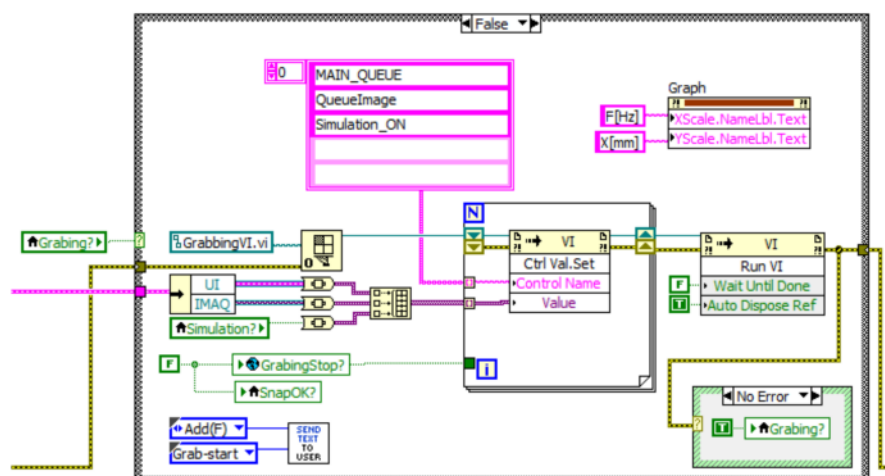 False
0
MAIN_QUEUE
QueueImage
Simulation_ON
Graph
F[Hz]
XScale.NameLbl.Text
X[mm]
YScale.NameLbl.Text
Grabing?
GrabbingVI.vi
N
VI
Ctrl Val.Set
Control Name
Value
VI
Run VI
F
Wait Until Done
T
Auto Dispose Ref
UI
IMAQ
Simulation?
F
GrabingStop?
SnapOK?
i
No Error
T
Grabing?
Add(F)
Grab-start
SEND
TEXT
TO
USER